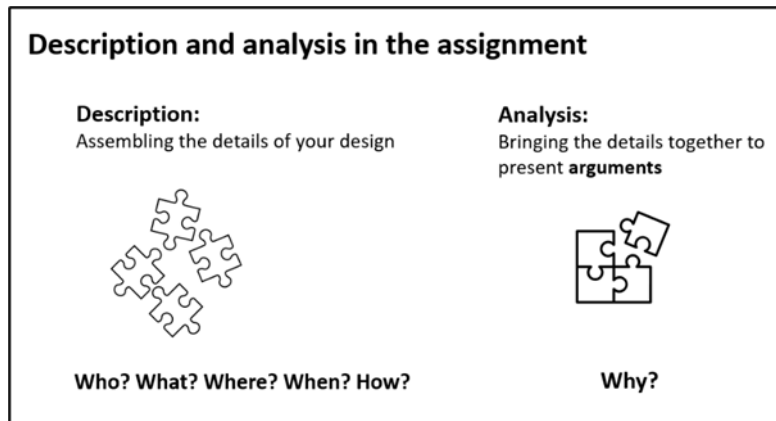 Description and analysis in the assignment
Description:
Assembling the details of your design
Analysis:
Bringing the details together to
present arguments
Who? What? Where? When? How?
Why?